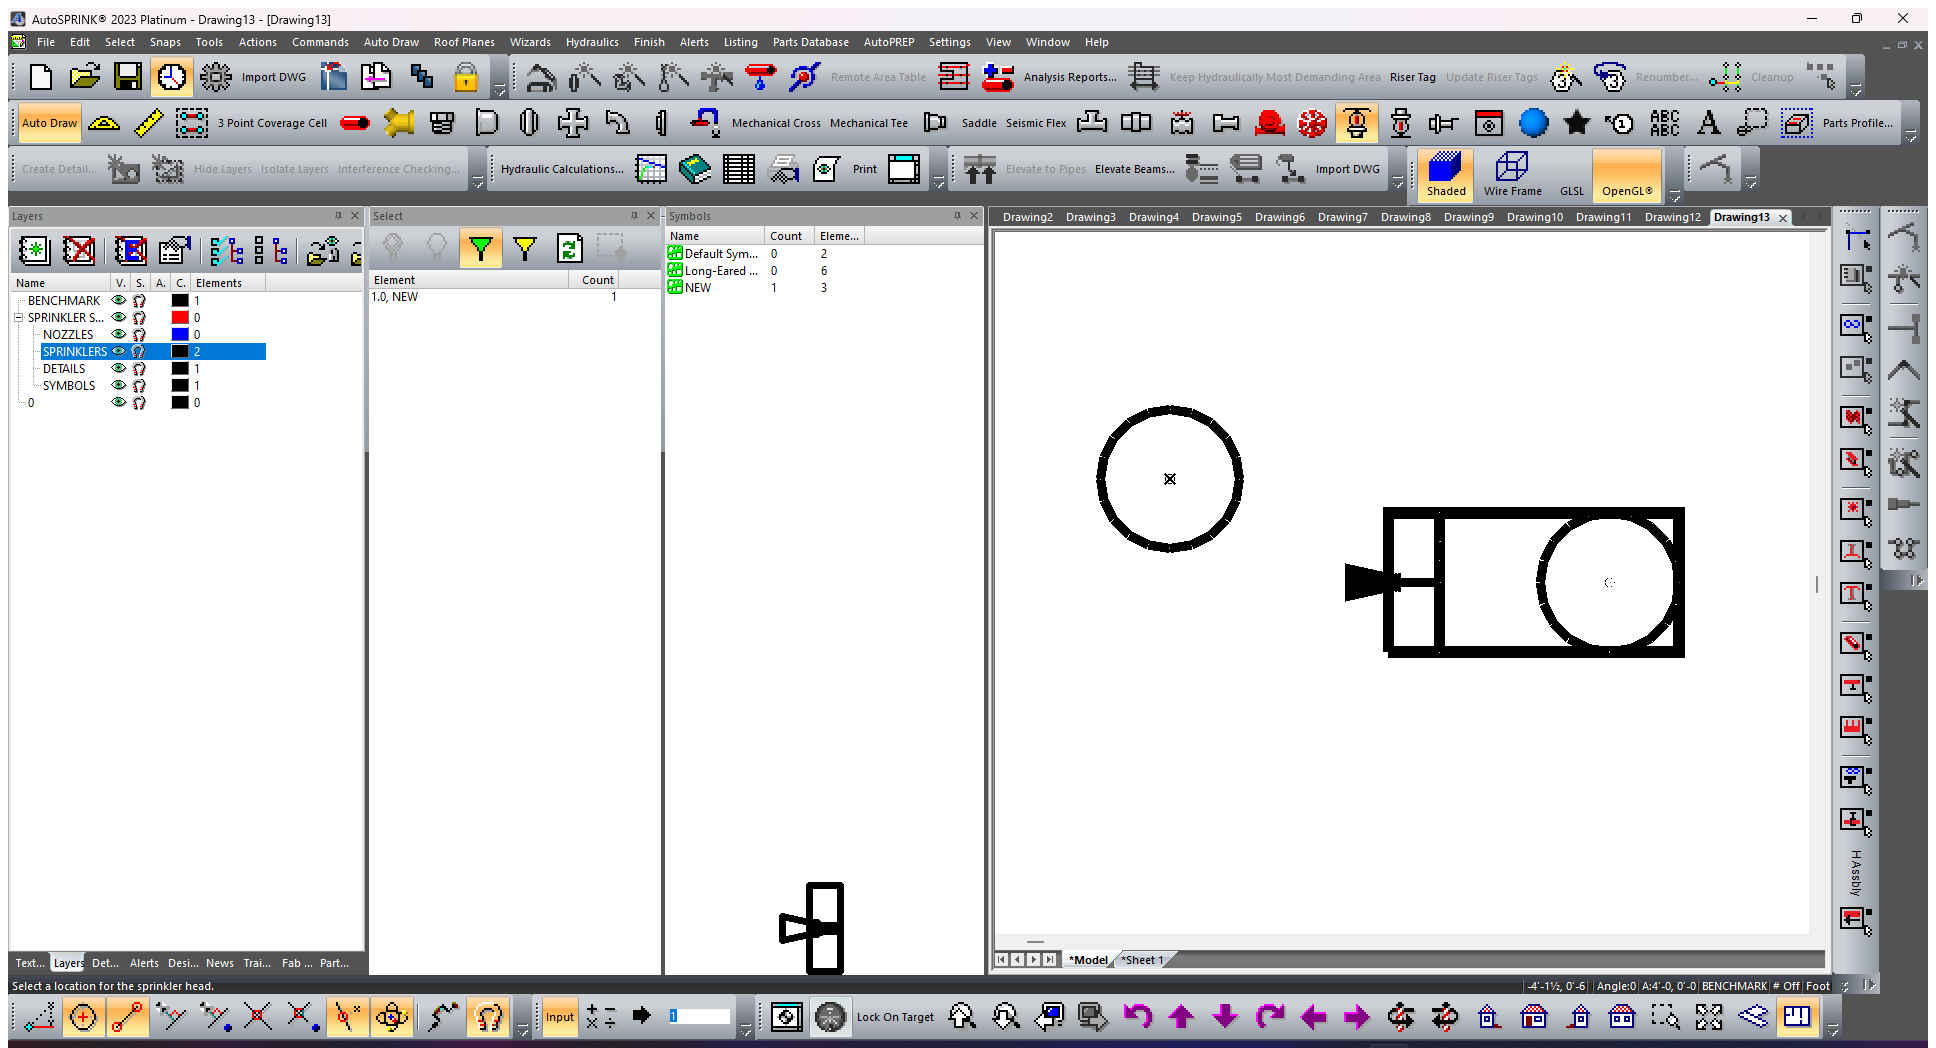 AutoSPRINK® 2023 Platinum - Drawing13 - [Drawing13]
File Edit Select Snaps Tools Actions Commands Auto Draw Roof Planes Wizards Hydraulics Finish Alerts Listing Parts Database AutoPREP Settings View Window Help
Import DWG Remote Area Table Analysis Reports... Keep Hydraulically Most Demanding Area Riser Tag Update Riser Tags 3 3 Renumber... Cleanup
Auto Draw 3 Point Coverage Cell Mechanical Cross Mechanical Tee Saddle Seismic Flex 1 ABC ABC A Parts Profile...
Create Detail... Hide Layers Isolate Layers Interference Checking... Hydraulic Calculations... Print Elevate to Pipes Elevate Beams... Import DWG Shaded Wire Frame GLSL OpenGL®
Layers
Name V. S. A. C. Elements
BENCHMARK 1
SPRINKLER S... 0
NOZZLES 0
SPRINKLERS 2
DETAILS 1
SYMBOLS 1
0 0
Text... Layers Det... Alerts Desi... News Trai... Fab ... Part...
Select
Element Count
1.0, NEW 1
Symbols
Name Count Eleme...
Default Sym... 0 2
Long-Eared ... 0 6
NEW 1 3
Drawing2 Drawing3 Drawing4 Drawing5 Drawing6 Drawing7 Drawing8 Drawing9 Drawing10 Drawing11 Drawing12 Drawing13
*Model *Sheet 1
H Assbly
Select a location for the sprinkler head.
-4'-1½, 0'-6 Angle:0 A:4'-0, 0'-0 BENCHMARK # Off Foot
Input 1 Lock On Target